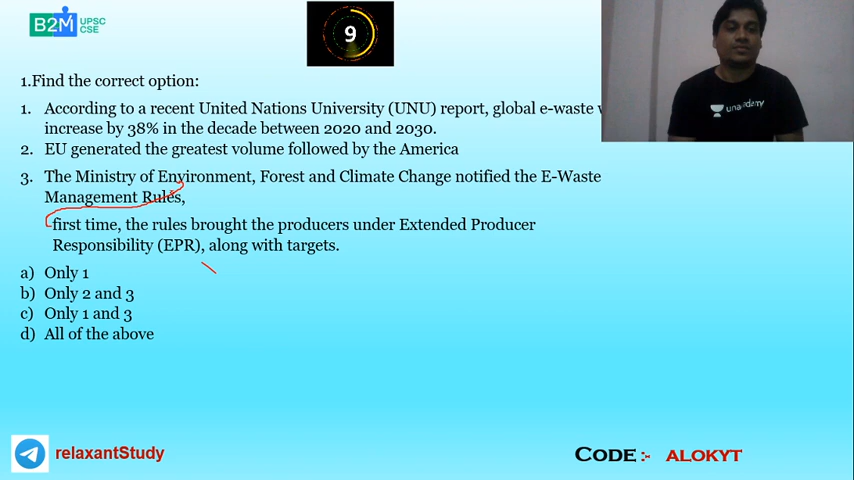 B2M UPSC
CSE
9
1.Find the correct option:
1. According to a recent United Nations University (UNU) report, global e-waste
increase by 38% in the decade between 2020 and 2030.
2. EU generated the greatest volume followed by the America
3. The Ministry of Environment, Forest and Climate Change notified the E-Waste
Management Rules,
first time, the rules brought the producers under Extended Producer
Responsibility (EPR), along with targets.
a) Only 1
b) Only 2 and 3
c) Only 1 and 3
d) All of the above
unacademy
relaxantStudy
CODE :- ALOKYT